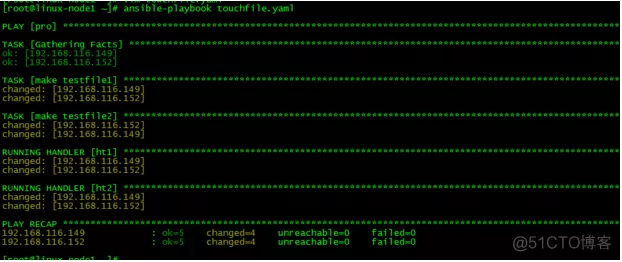 [root@linux-node1 ~]# ansible-playbook touchfile.yaml
PLAY [pro] ****************************************************************************
TASK [Gathering Facts] ****************************************************************
ok: [192.168.116.149]
ok: [192.168.116.152]
TASK [make testfile1] *****************************************************************
changed: [192.168.116.149]
changed: [192.168.116.152]
TASK [make testfile2] *****************************************************************
changed: [192.168.116.152]
changed: [192.168.116.149]
RUNNING HANDLER [ht1] *****************************************************************
changed: [192.168.116.149]
changed: [192.168.116.152]
RUNNING HANDLER [ht2] *****************************************************************
changed: [192.168.116.149]
changed: [192.168.116.152]
PLAY RECAP ****************************************************************************
192.168.116.149 : ok=5 changed=4 unreachable=0 failed=0
192.168.116.152 : ok=5 changed=4 unreachable=0 failed=0
@51CTO博客
[root@linux-node1 ~]#